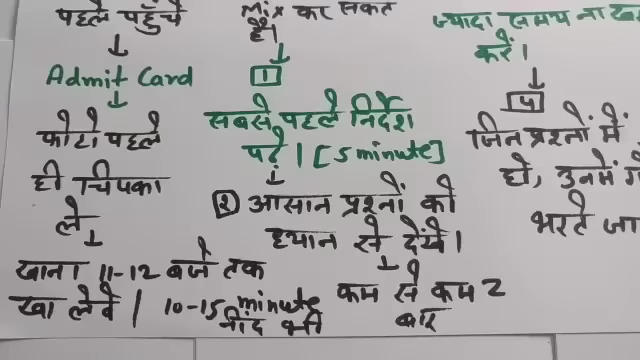 पहले पहुँचे
Admit Card
फोटो पहले
ही चिपका
ले
खाना 11-12 बजे तक
खा लेवे | 10-15 minute
नींद भी
Mix कर सकते
है।
1
सबसे पहले निर्देश
पढ़े | [5 minute]
2 आसान प्रश्नों को
ध्यान से देखें।
कम से कम 2
बार
ज्यादा समय ना
करें।
जिन प्रश्नों में
हो, उनमें
भरते जा